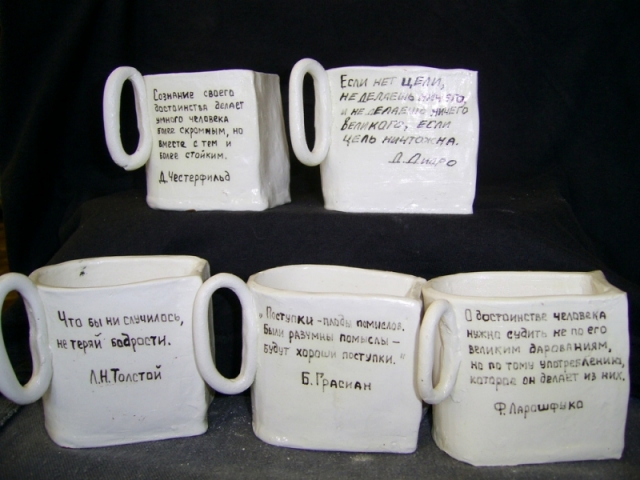 Сознание своего
достоинства делает
умного человека
более скромным, но
вместе с тем и
более стойким.
Д. Честерфильд
Если нет цели,
не делаешь ничего,
и не делаешь ничего
великого, если
цель ничтожна.
Д. Дидро
Что бы ни случилось,
не теряй бодрости.
Л.Н. Толстой
"Поступки - плоды помыслов.
Были разумны помыслы -
будут хороши поступки."
Б. Грасиан
О достоинстве человека
нужно судить не по его
великим дарованиям,
но по тому употреблению,
которое он делает из них.
Ф. Ларошфуко